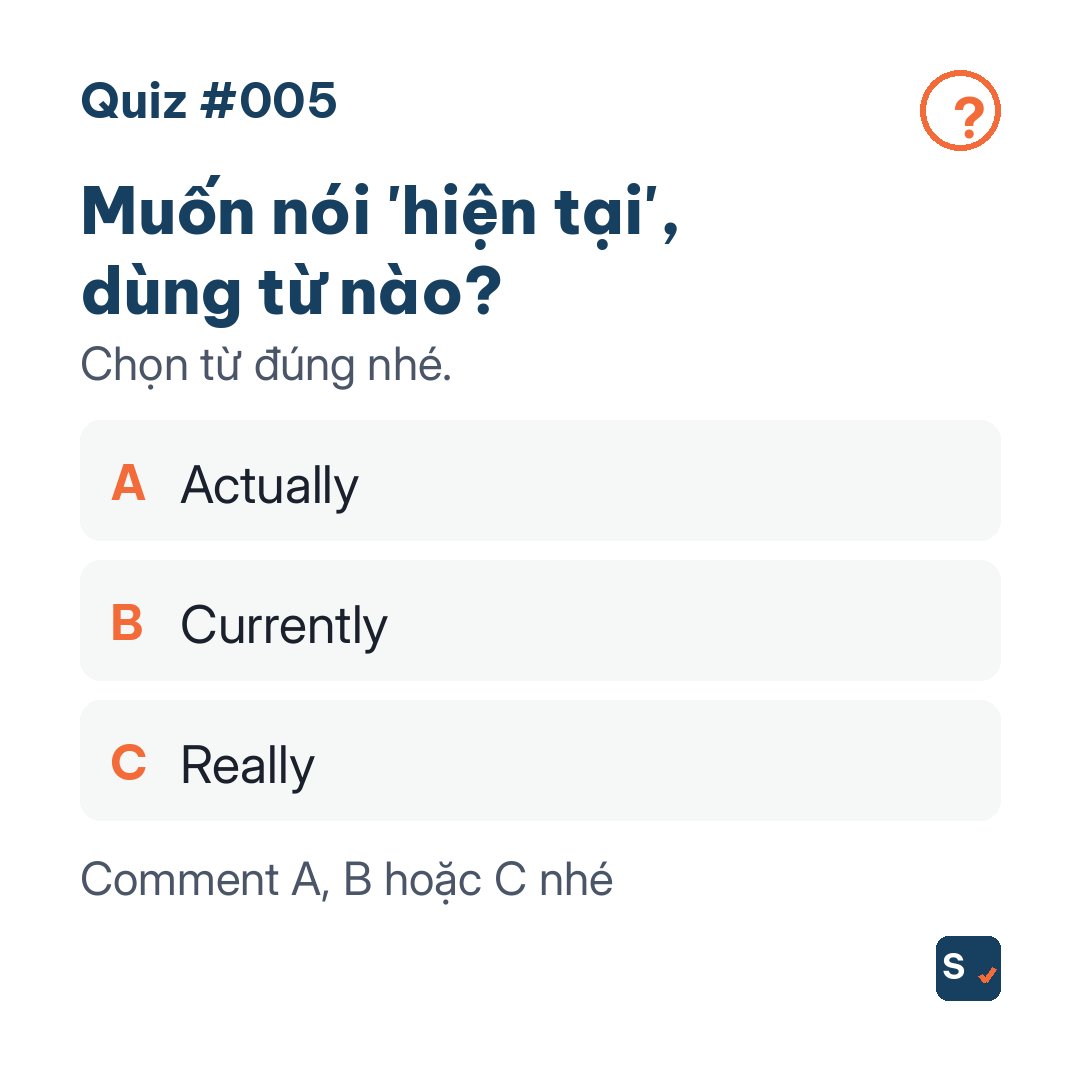 Quiz #005
?
Muốn nói 'hiện tại',
dùng từ nào?
Chọn từ đúng nhé.
A Actually
B Currently
C Really
Comment A, B hoặc C nhé
S